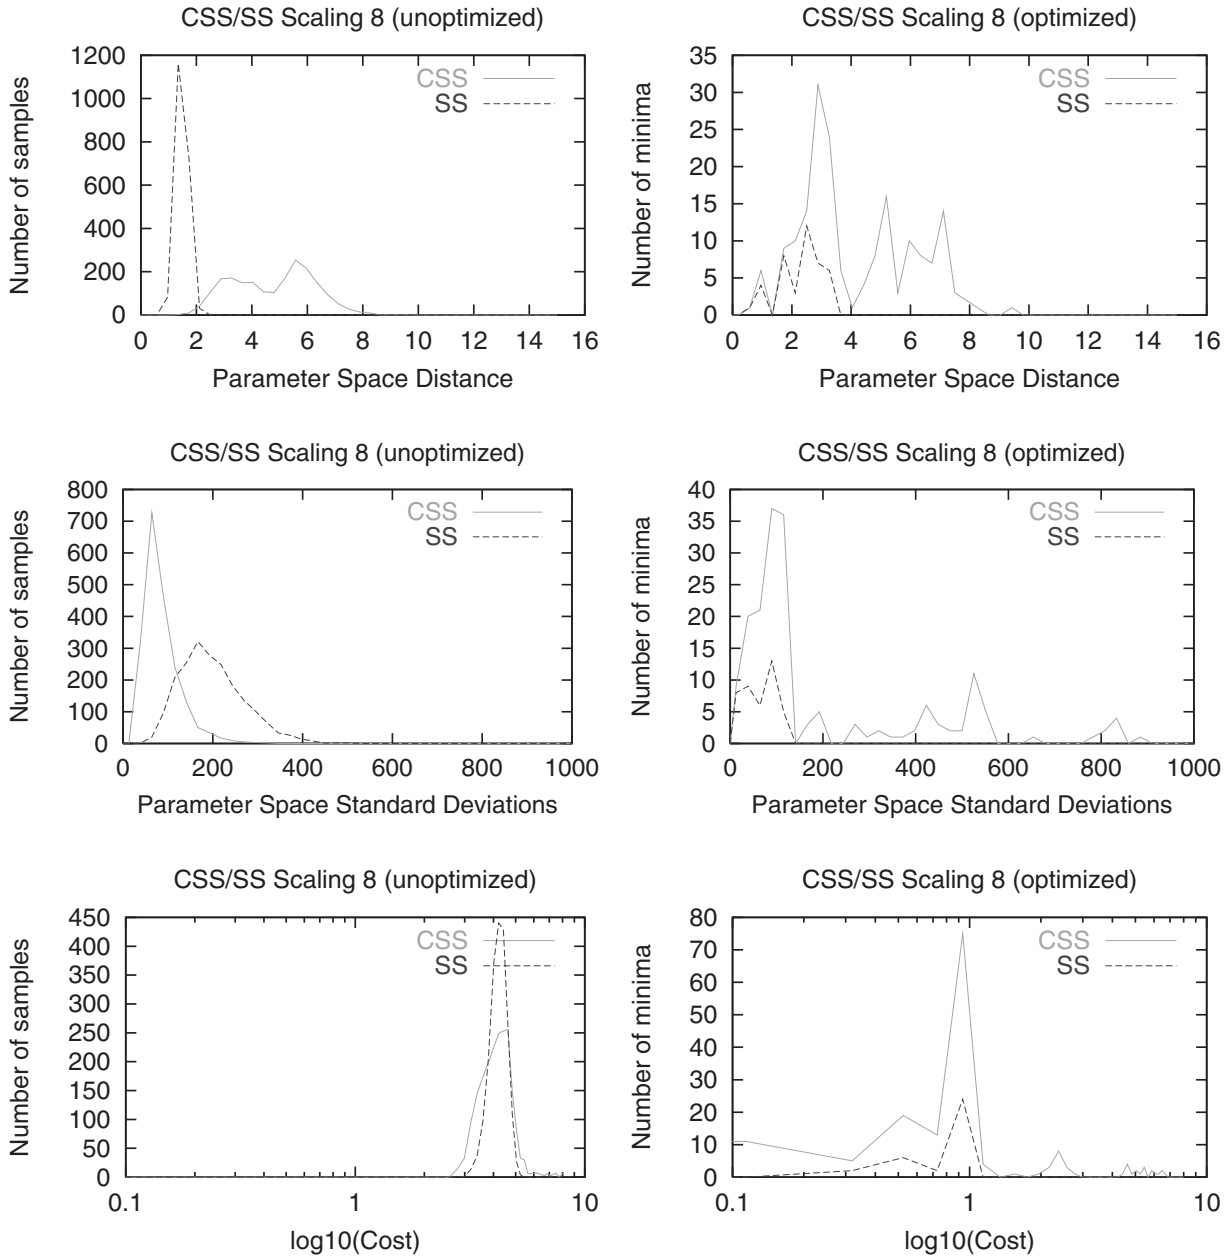 CSS/SS Scaling 8 (unoptimized)
Number of samples
1200
1000
800
600
400
200
0
CSS
SS
0 2 4 6 8 10 12 14 16
Parameter Space Distance
CSS/SS Scaling 8 (optimized)
Number of minima
35
30
25
20
15
10
5
0
CSS
SS
0 2 4 6 8 10 12 14 16
Parameter Space Distance
CSS/SS Scaling 8 (unoptimized)
Number of samples
800
700
600
500
400
300
200
100
0
CSS
SS
0 200 400 600 800 1000
Parameter Space Standard Deviations
CSS/SS Scaling 8 (optimized)
Number of minima
40
35
30
25
20
15
10
5
0
CSS
SS
0 200 400 600 800 1000
Parameter Space Standard Deviations
CSS/SS Scaling 8 (unoptimized)
Number of samples
450
400
350
300
250
200
150
100
50
0
CSS
SS
0.1 1 10
log10(Cost)
CSS/SS Scaling 8 (optimized)
Number of minima
80
70
60
50
40
30
20
10
0
CSS
SS
0.1 1 10
log10(Cost)